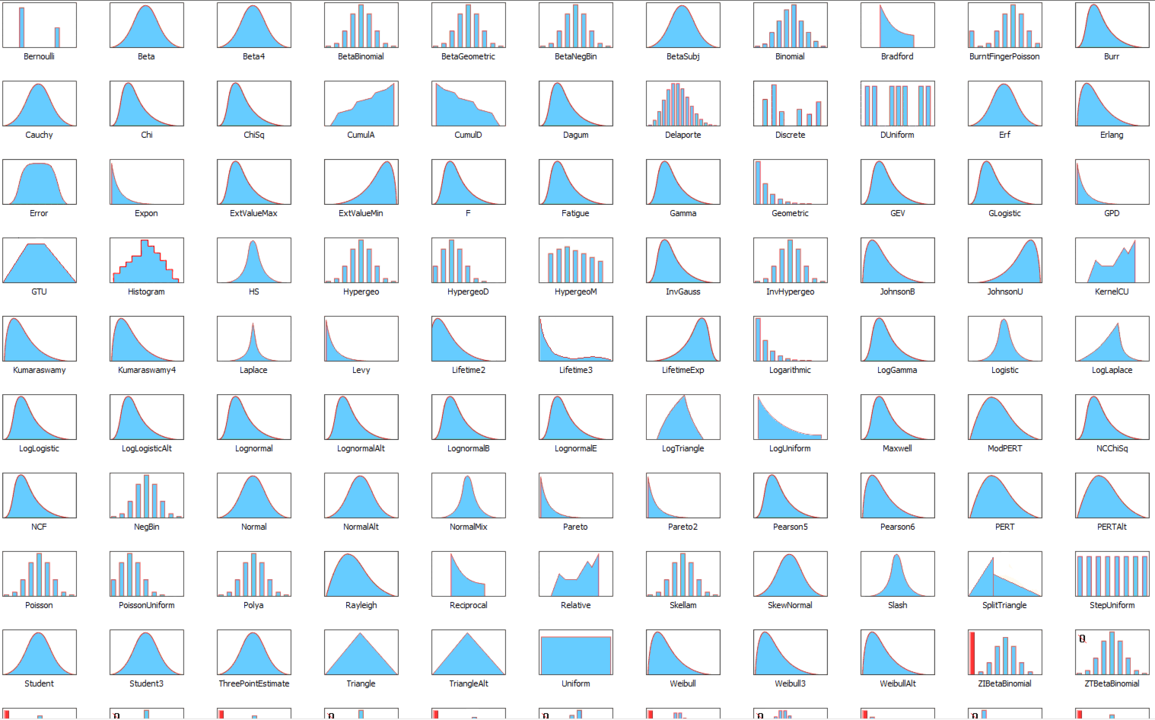 Bernoulli Beta Beta4 BetaBinomial BetaGeometric BetaNegBin BetaSubj Binomial Bradford BurntFingerPoisson Burr
Cauchy Chi ChiSq CumulA CumulD Dagum Delaporte Discrete DUniform Erf Erlang
Error Expon ExtValueMax ExtValueMin F Fatigue Gamma Geometric GEV GLogistic GPD
GTU Histogram HS Hypergeo HypergeoD HypergeoM InvGauss InvHypergeo JohnsonB JohnsonU KernelCU
Kumaraswamy Kumaraswamy4 Laplace Levy Lifetime2 Lifetime3 LifetimeExp Logarithmic LogGamma Logistic LogLaplace
LogLogistic LogLogisticAlt Lognormal LognormalAlt LognormalB LognormalE LogTriangle LogUniform Maxwell ModPERT NCChiSq
NCF NegBin Normal NormalAlt NormalMix Pareto Pareto2 Pearson5 Pearson6 PERT PERTAlt
Poisson PoissonUniform Polya Rayleigh Reciprocal Relative Skellam SkewNormal Slash SplitTriangle StepUniform
0
Student Student3 ThreePointEstimate Triangle TriangleAlt Uniform Weibull Weibull3 WeibullAlt ZIBetaBinomial ZTBetaBinomial